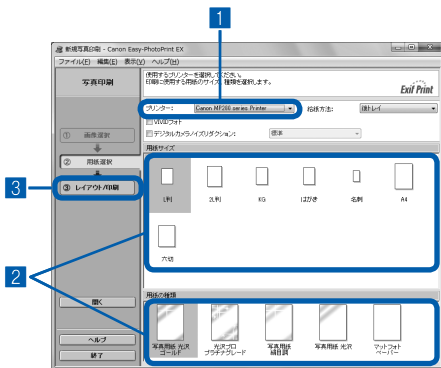 1
新規写真印刷 - Canon Easy-PhotoPrint EX
ファイル(F) 編集(E) 表示(V) ヘルプ(H)
写真印刷
使用するプリンターを選択してください。
印刷に使用する用紙のサイズ、種類を選択します。
Exif Print
プリンター: Canon MP260 series Printer 給紙方法: 後トレイ
VIVIDフォト
① 画像選択
デジタルカメラノイズリダクション: 標準
② 用紙選択
用紙サイズ
3
③ レイアウト/印刷
L判 2L判 KG はがき 名刺 A4
六切
2
用紙の種類
開く
ヘルプ
終了
写真用紙 光沢 ゴールド
光沢プロ プラチナグレード
写真用紙 絹目調
写真用紙 光沢
マットフォト ペーパー